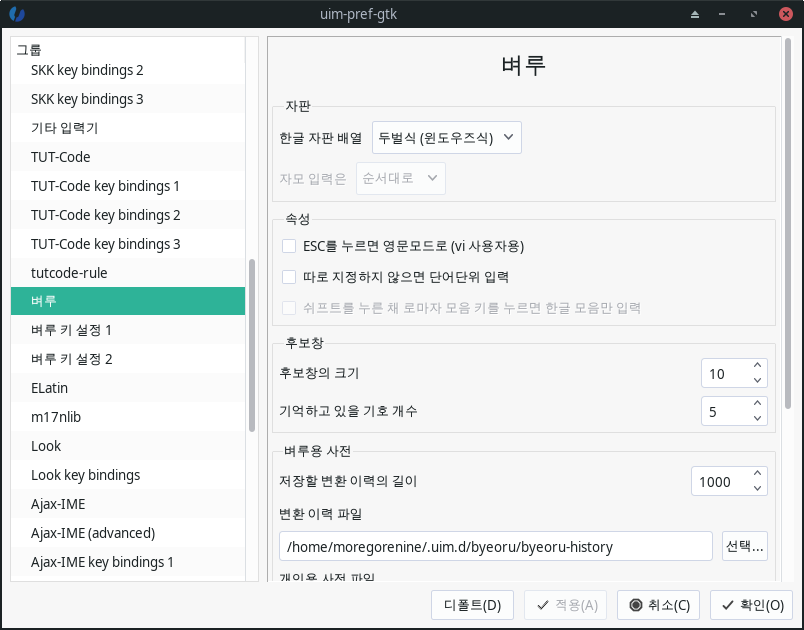 uim-pref-gtk
그룹
SKK key bindings 2
SKK key bindings 3
기타 입력기
TUT-Code
TUT-Code key bindings 1
TUT-Code key bindings 2
TUT-Code key bindings 3
tutcode-rule
벼루
벼루 키 설정 1
벼루 키 설정 2
ELatin
m17nlib
Look
Look key bindings
Ajax-IME
Ajax-IME (advanced)
Ajax-IME key bindings 1
벼루
자판
한글 자판 배열 두벌식 (윈도우즈식)
자모 입력은 순서대로
속성
ESC를 누르면 영문모드로 (vi 사용자용)
따로 지정하지 않으면 단어단위 입력
쉬프트를 누른 채 로마자 모음 키를 누르면 한글 모음만 입력
후보창
후보창의 크기 10
기억하고 있을 기호 개수 5
벼루용 사전
저장할 변환 이력의 길이 1000
변환 이력 파일
/home/moregorenine/.uim.d/byeoru/byeoru-history 선택...
개인용 사전 파일
디폴트(D) 적용(A) 취소(C) 확인(O)